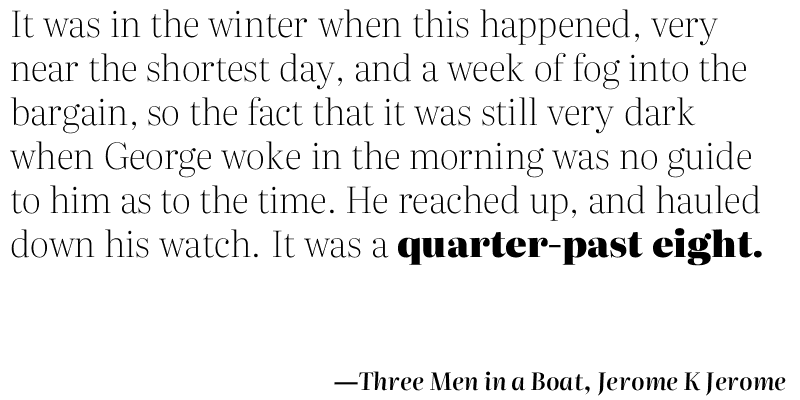 It was in the winter when this happened, very
near the shortest day, and a week of fog into the
bargain, so the fact that it was still very dark
when George woke in the morning was no guide
to him as to the time. He reached up, and hauled
down his watch. It was a quarter-past eight.
—Three Men in a Boat, Jerome K Jerome